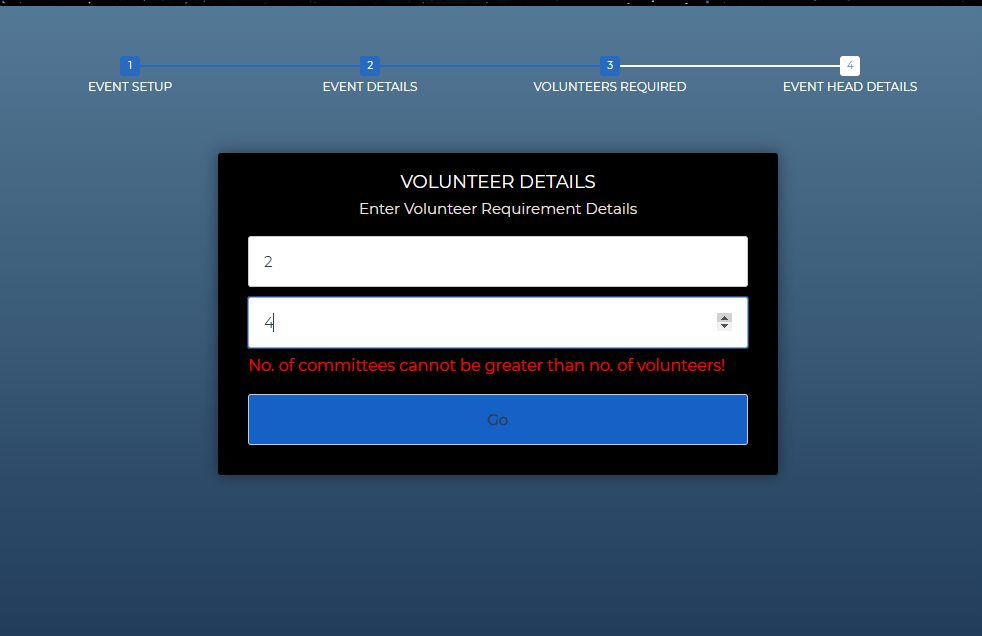 1 2 3 4
EVENT SETUP EVENT DETAILS VOLUNTEERS REQUIRED EVENT HEAD DETAILS
VOLUNTEER DETAILS
Enter Volunteer Requirement Details
2
4
No. of committees cannot be greater than no. of volunteers!
Go